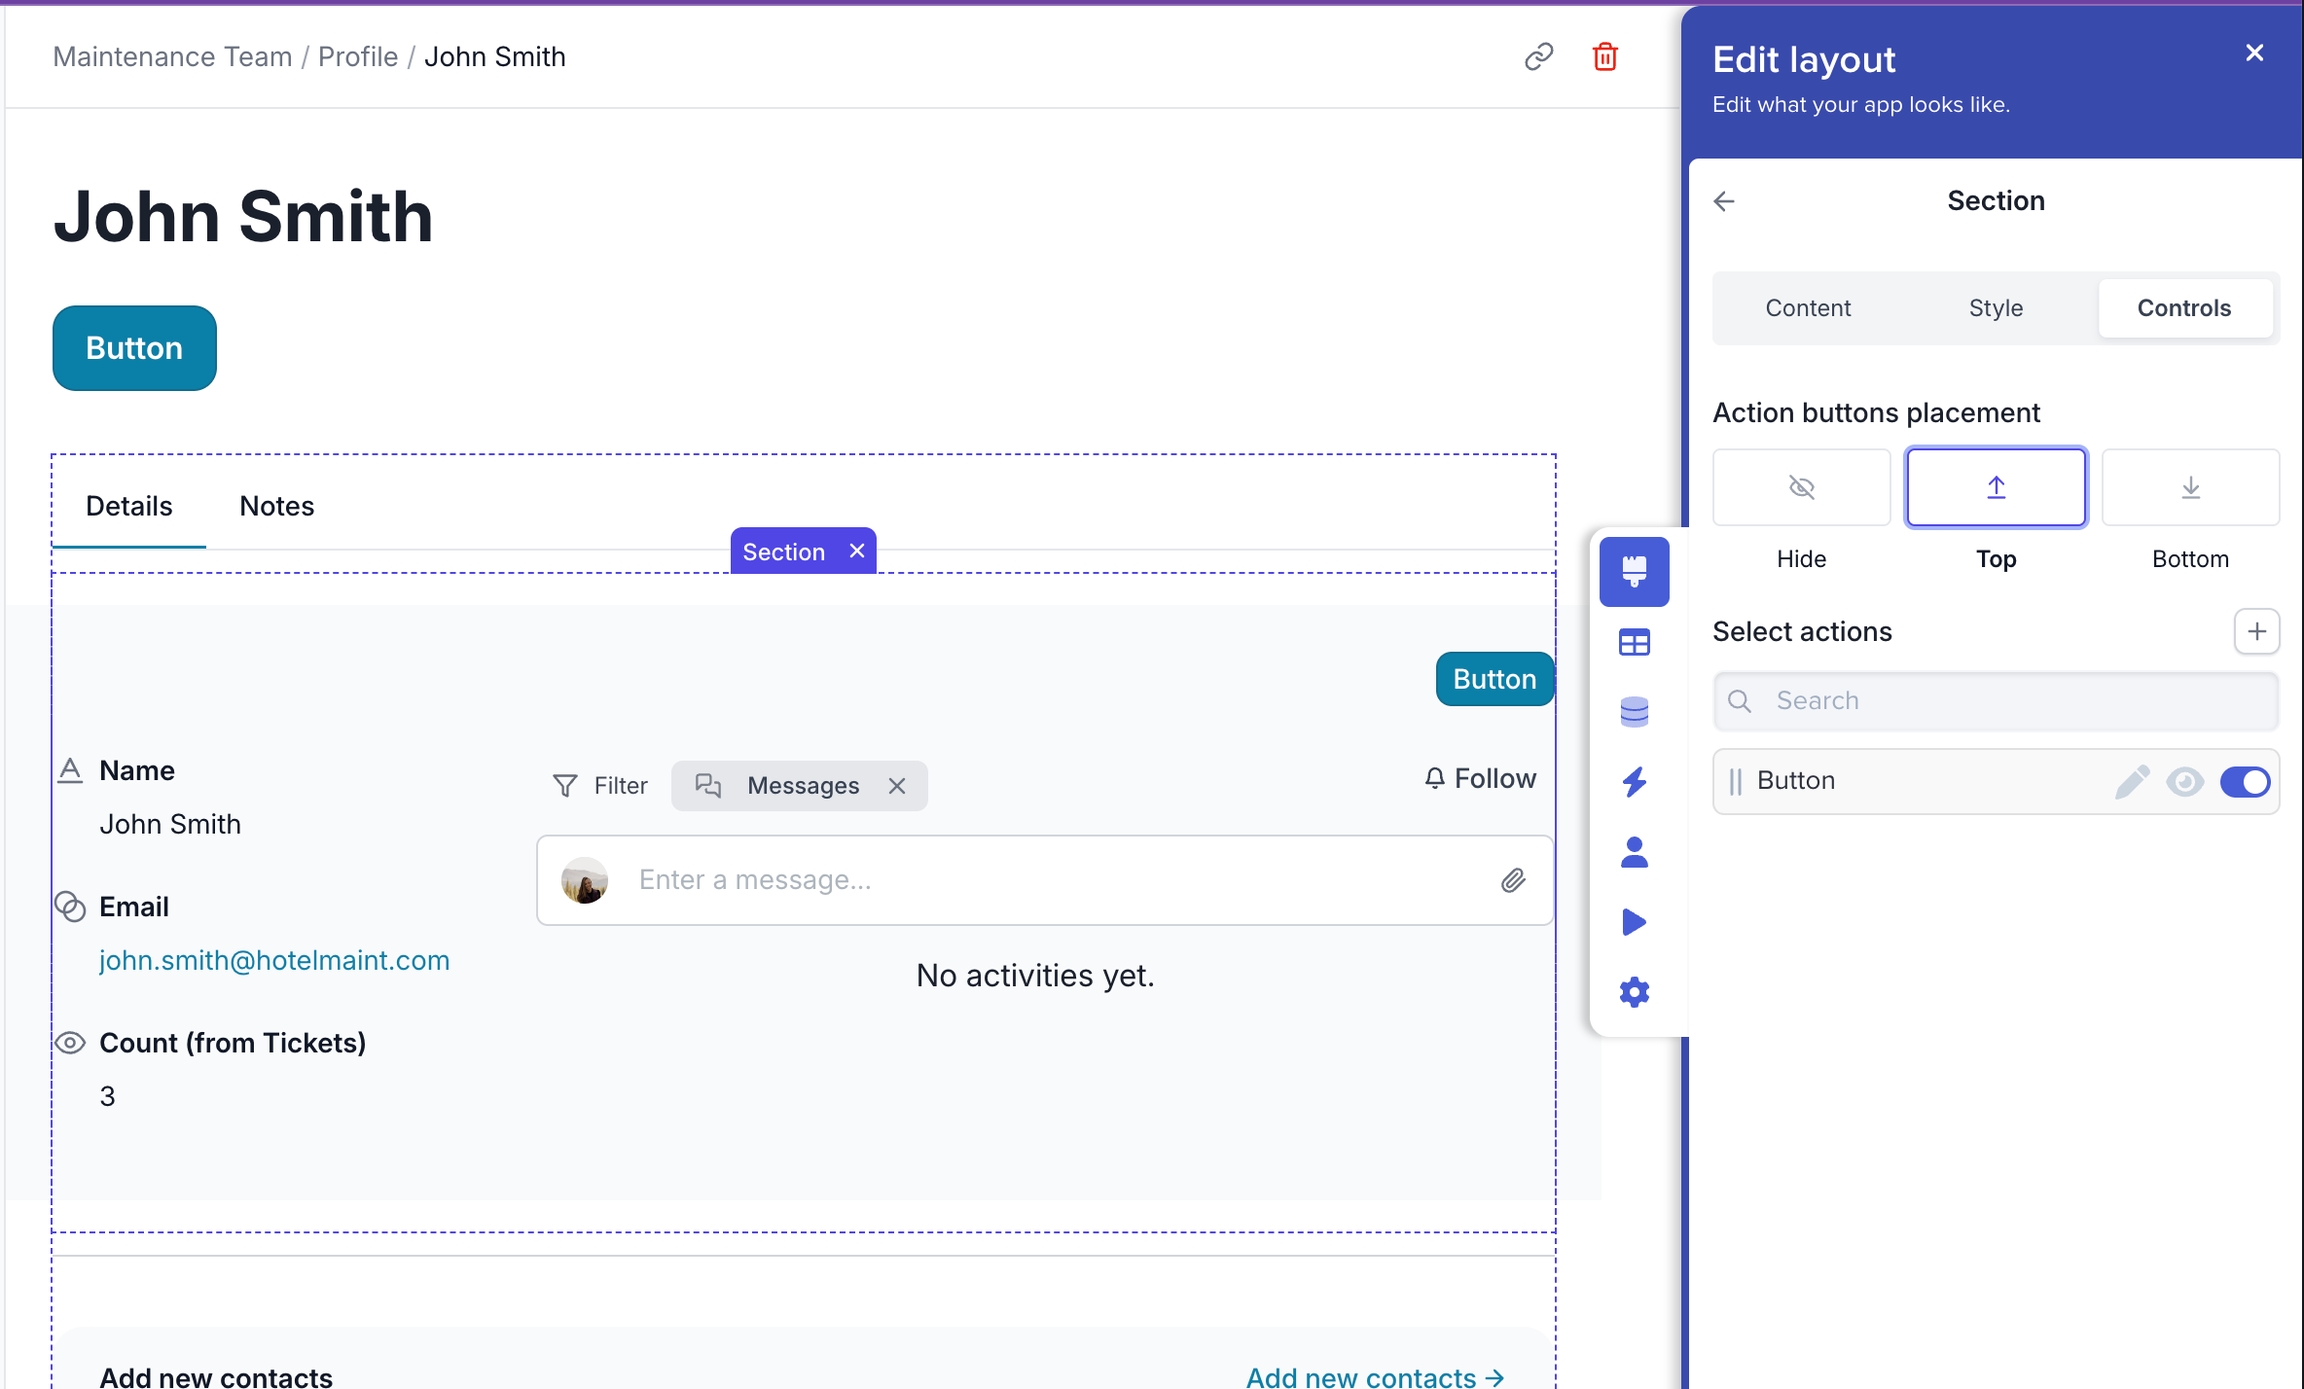 Maintenance Team / Profile / John Smith
John Smith
Button
Details
Notes
Section
Button
Name
John Smith
Email
john.smith@hotelmaint.com
Count (from Tickets)
3
Filter
Messages
Follow
Enter a message...
No activities yet.
Add new contacts
Add new contacts →
Edit layout
Edit what your app looks like.
Section
Content
Style
Controls
Action buttons placement
Hide
Top
Bottom
Select actions
Search
Button